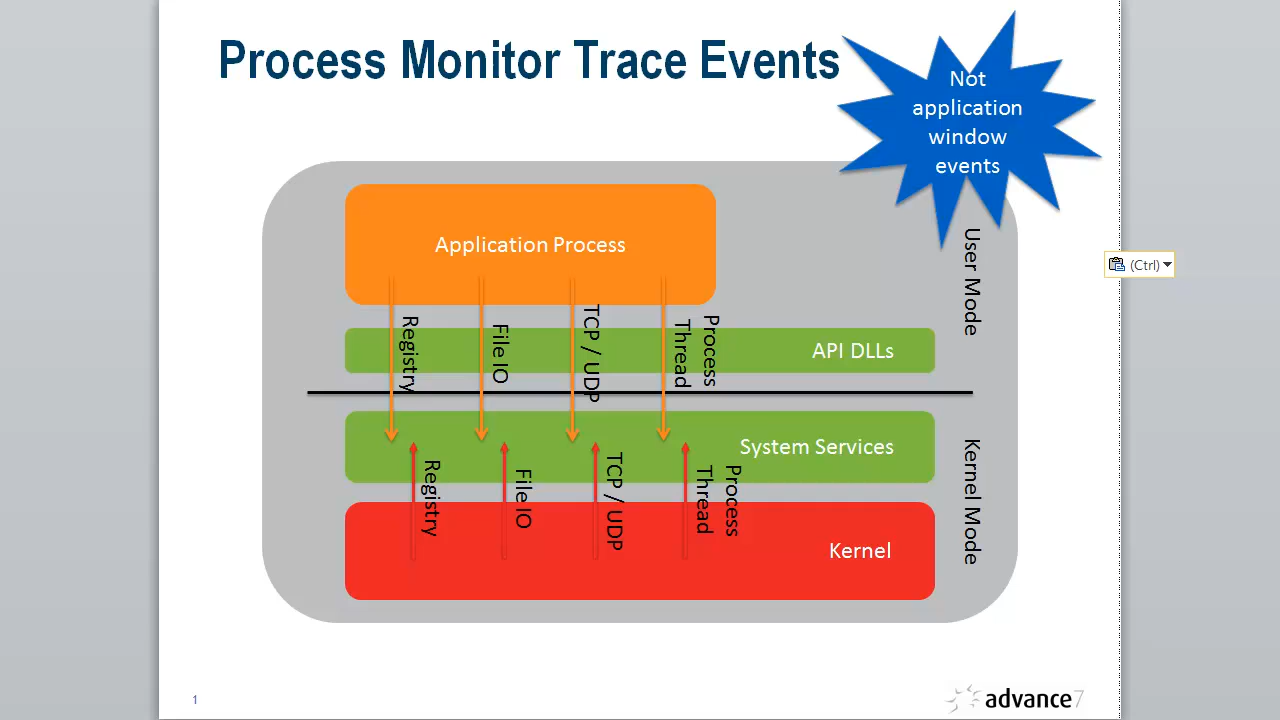 Process Monitor Trace Events
Not
application
window
events
Application Process
User Mode
(Ctrl)
Registry
File IO
TCP / UDP
Process
Thread
API DLLs
System Services
Kernel Mode
Registry
File IO
TCP / UDP
Process
Thread
Kernel
1
advance7